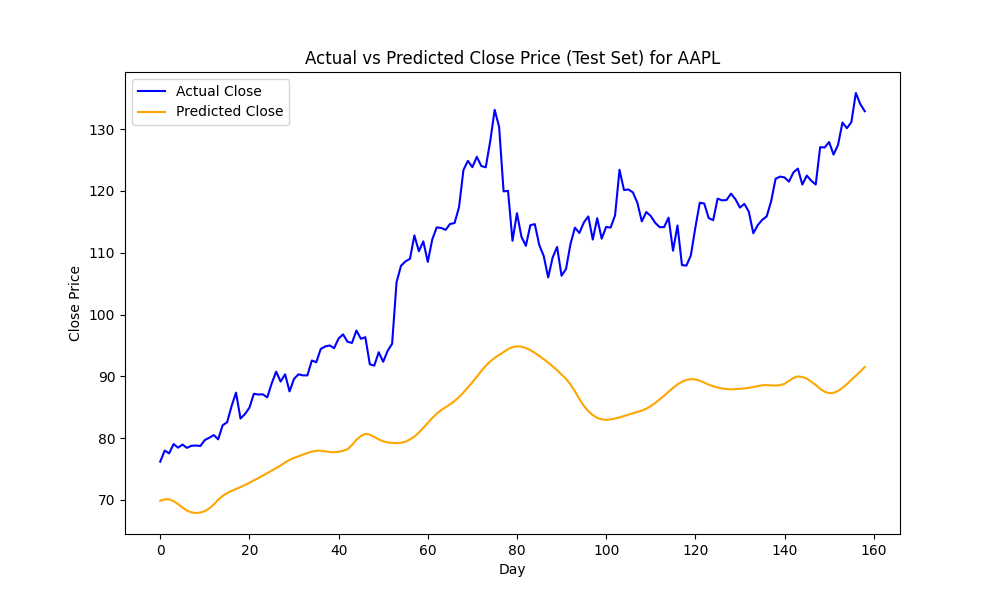 Actual vs Predicted Close Price (Test Set) for AAPL
Actual Close
Predicted Close
Close Price
130
120
110
100
90
80
70
0 20 40 60 80 100 120 140 160
Day